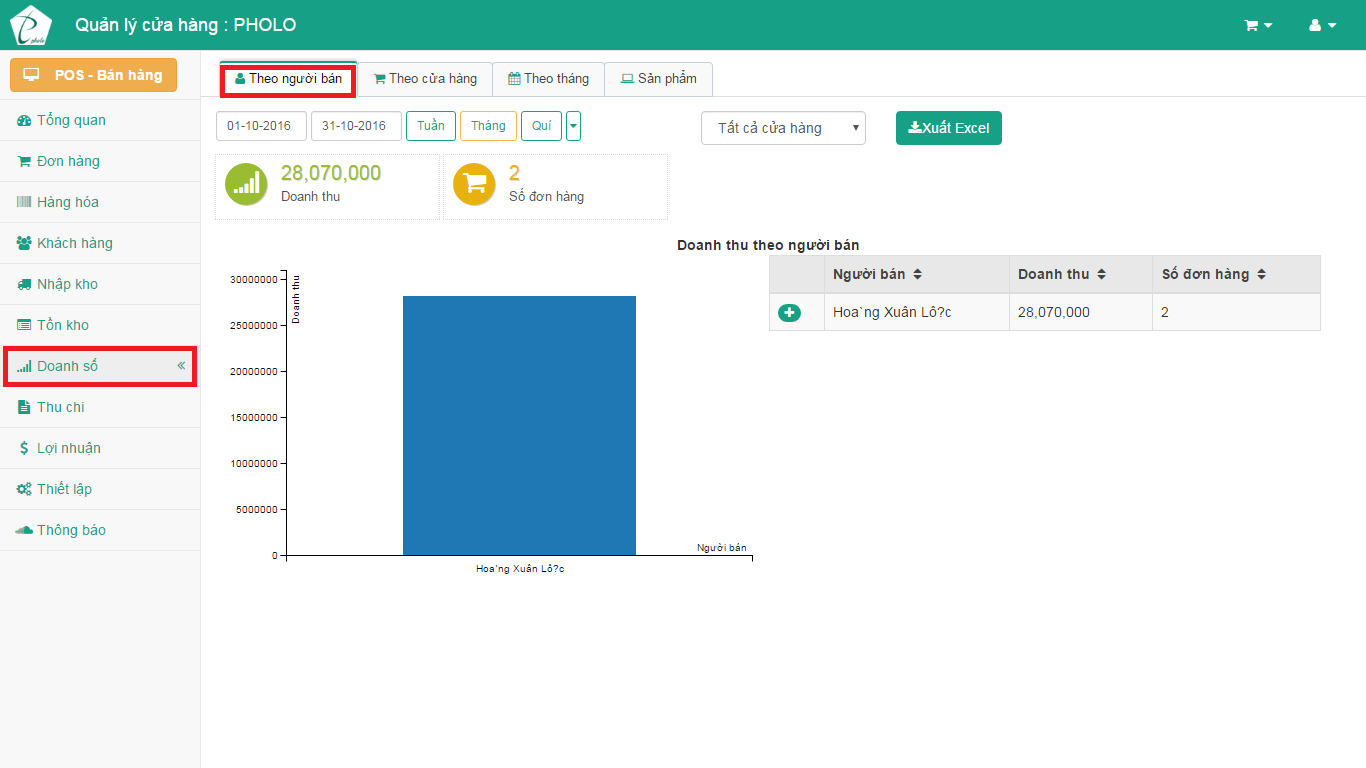 pholo
Quản lý cửa hàng : PHOLO
POS - Bán hàng
Tổng quan
Đơn hàng
Hàng hóa
Khách hàng
Nhập kho
Tồn kho
Doanh số
Thu chi
Lợi nhuận
Thiết lập
Thông báo
Theo người bán
Theo cửa hàng
Theo tháng
Sản phẩm
01-10-2016
31-10-2016
Tuần
Tháng
Quí
Tất cả cửa hàng
Xuất Excel
28,070,000
Doanh thu
2
Số đơn hàng
Doanh thu theo người bán
30000000
25000000
20000000
15000000
10000000
5000000
0
Doanh thu
Người bán
Hoa`ng Xuân Lô?c
Người bán Doanh thu Số đơn hàng
Hoa`ng Xuân Lô?c 28,070,000 2